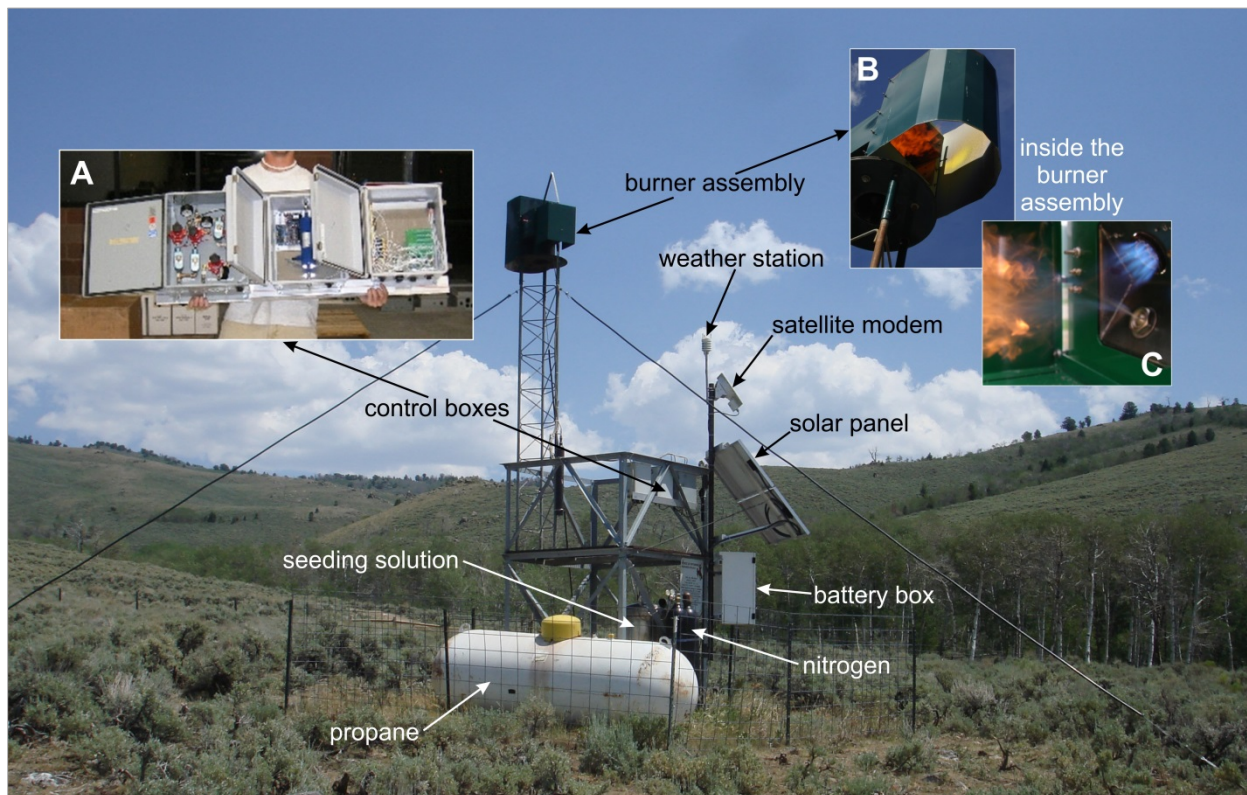 A
B
burner assembly
inside the
burner
assembly
weather station
satellite modem
C
control boxes
solar panel
seeding solution
battery box
nitrogen
propane